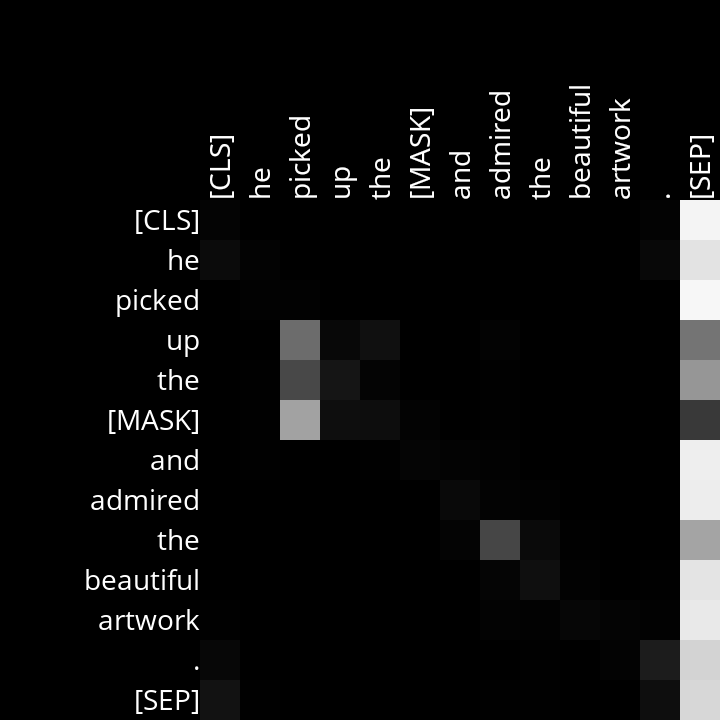 [CLS] he picked up the [MASK] and admired the beautiful artwork . [SEP]
[CLS]
he
picked
up
the
[MASK]
and
admired
the
beautiful
artwork
.
[SEP]